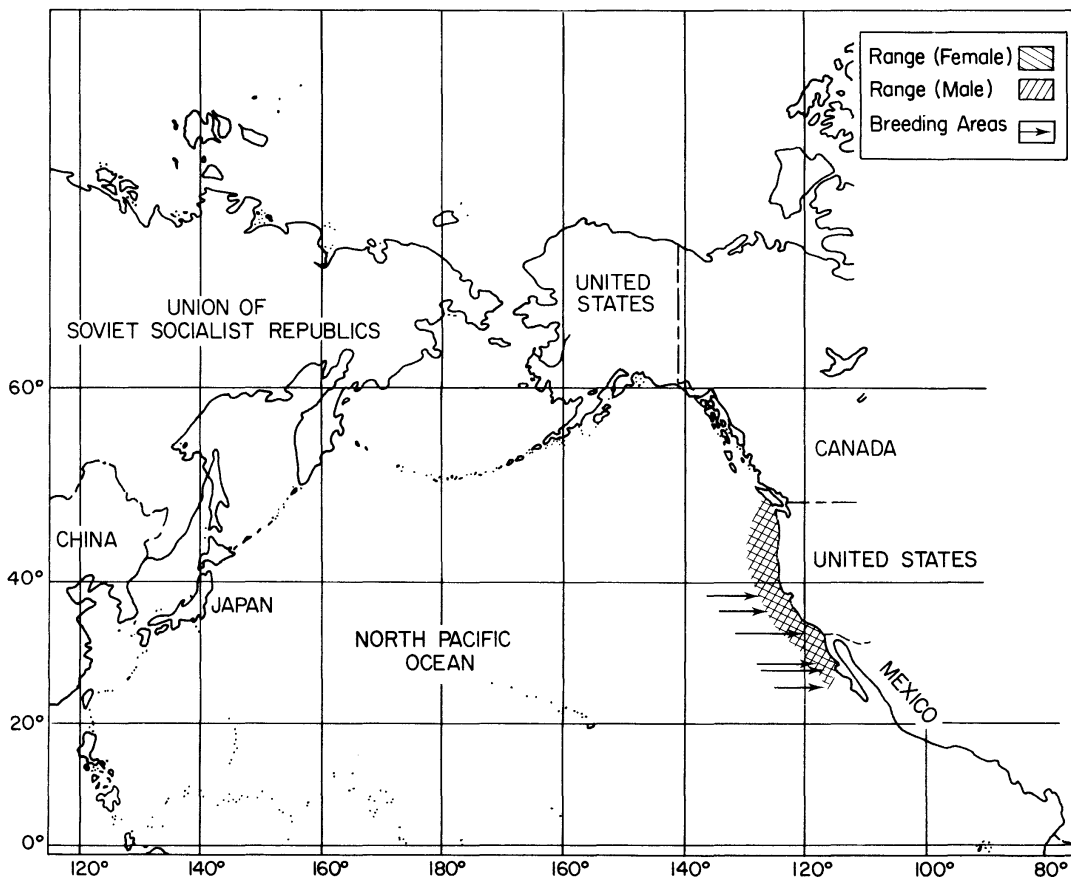 Range (Female)
Range (Male)
Breeding Areas
UNITED
STATES
UNION OF
SOVIET SOCIALIST REPUBLICS
60°
CANADA
CHINA
UNITED STATES
40°
JAPAN
NORTH PACIFIC
OCEAN
MEXICO
20°
0°
120° 140° 160° 180° 160° 140° 120° 100° 80°